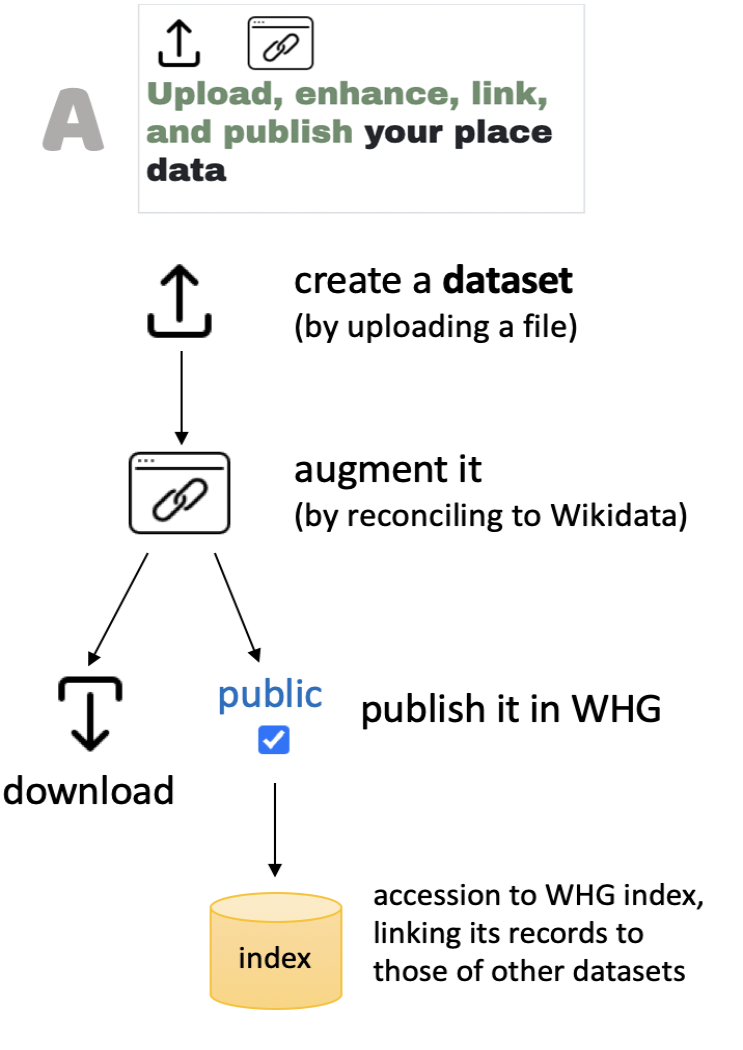 A
Upload, enhance, link,
and publish your place
data
create a dataset
(by uploading a file)
augment it
(by reconciling to Wikidata)
public
publish it in WHG
download
index
accession to WHG index,
linking its records to
those of other datasets